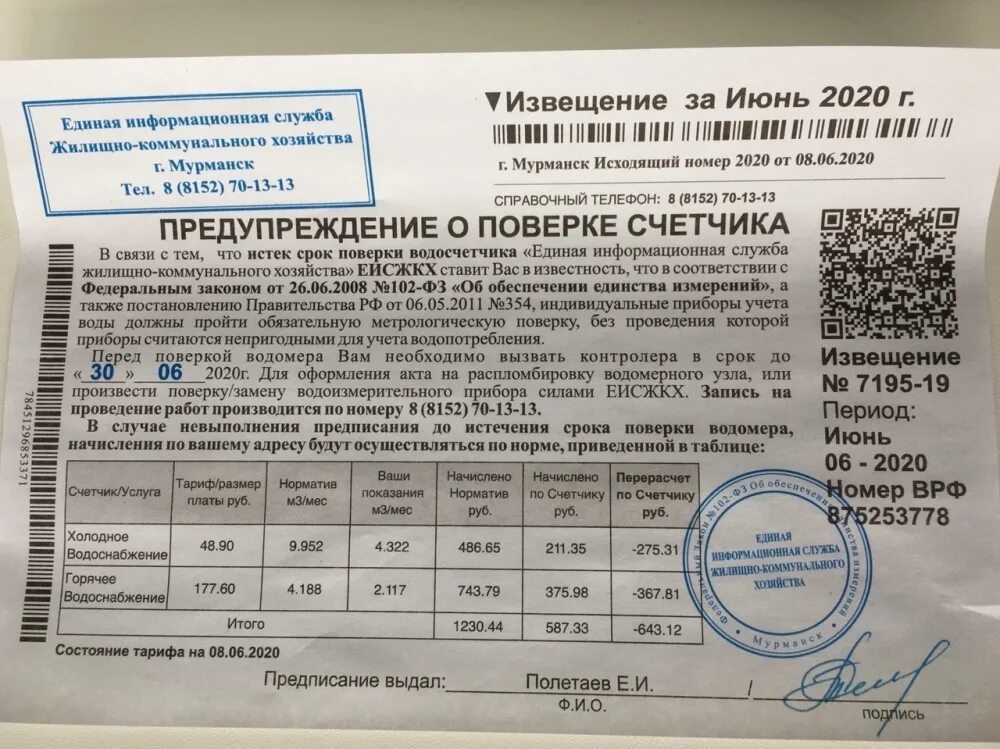 Единая информационная служба
Жилищно-коммунального хозяйства
г. Мурманск
Тел. 8 (8152) 70-13-13
▼Извещение за Июнь 2020 г.
г. Мурманск Исходящий номер 2020 от 08.06.2020
СПРАВОЧНЫЙ ТЕЛЕФОН: 8 (8152) 70-13-13
ПРЕДУПРЕЖДЕНИЕ О ПОВЕРКЕ СЧЕТЧИКА
В связи с тем, что истек срок поверки водосчетчика «Единая информационная служба
жилищно-коммунального хозяйства» ЕИСЖКХ ставит Вас в известность, что в соответствии с
Федеральным законом от 26.06.2008 №102-ФЗ «Об обеспечении единства измерений», а
также постановлению Правительства РФ от 06.05.2011 №354, индивидуальные приборы учета
воды должны пройти обязательную метрологическую поверку, без проведения которой
приборы считаются непригодными для учета водопотребления.
Перед поверкой водомера Вам необходимо вызвать контролера в срок до
«30» 06 2020г. Для оформления акта на распломбировку водомерного узла, или
произвести поверку/замену водоизмерительного прибора силами ЕИСЖКХ. Запись на
проведение работ производится по номеру 8 (8152) 70-13-13.
В случае невыполнения предписания до истечения срока поверки водомера,
начисления по вашему адресу будут осуществляться по норме, приведенной в таблице:
78451296853371
Извещение
№ 7195-19
Период:
Июнь
06 - 2020
Номер ВРФ
875253778
Счетчик/Услуга Тариф/размер платы руб. Норматив м3/мес Ваши показания м3/мес Начислено Норматив руб. Начислено по Счетчику руб. Перерасчет по Счетчику руб.
Холодное Водоснабжение 48.90 9.952 4.322 486.65 211.35 -275.31
Горячее Водоснабжение 177.60 4.188 2.117 743.79 375.98 -367.81
Итого 1230.44 587.33 -643.12
Состояние тарифа на 08.06.2020
Федеральный Закон №102-ФЗ Об обеспечении единства измерений
ЕДИНАЯ
ИНФОРМАЦИОННАЯ СЛУЖБА
ЖИЛИЩНО-КОММУНАЛЬНОГО
ХОЗЯЙСТВА
Мурманск
Предписание выдал: Полетаев Е.И. /
Ф.И.О.
подпись